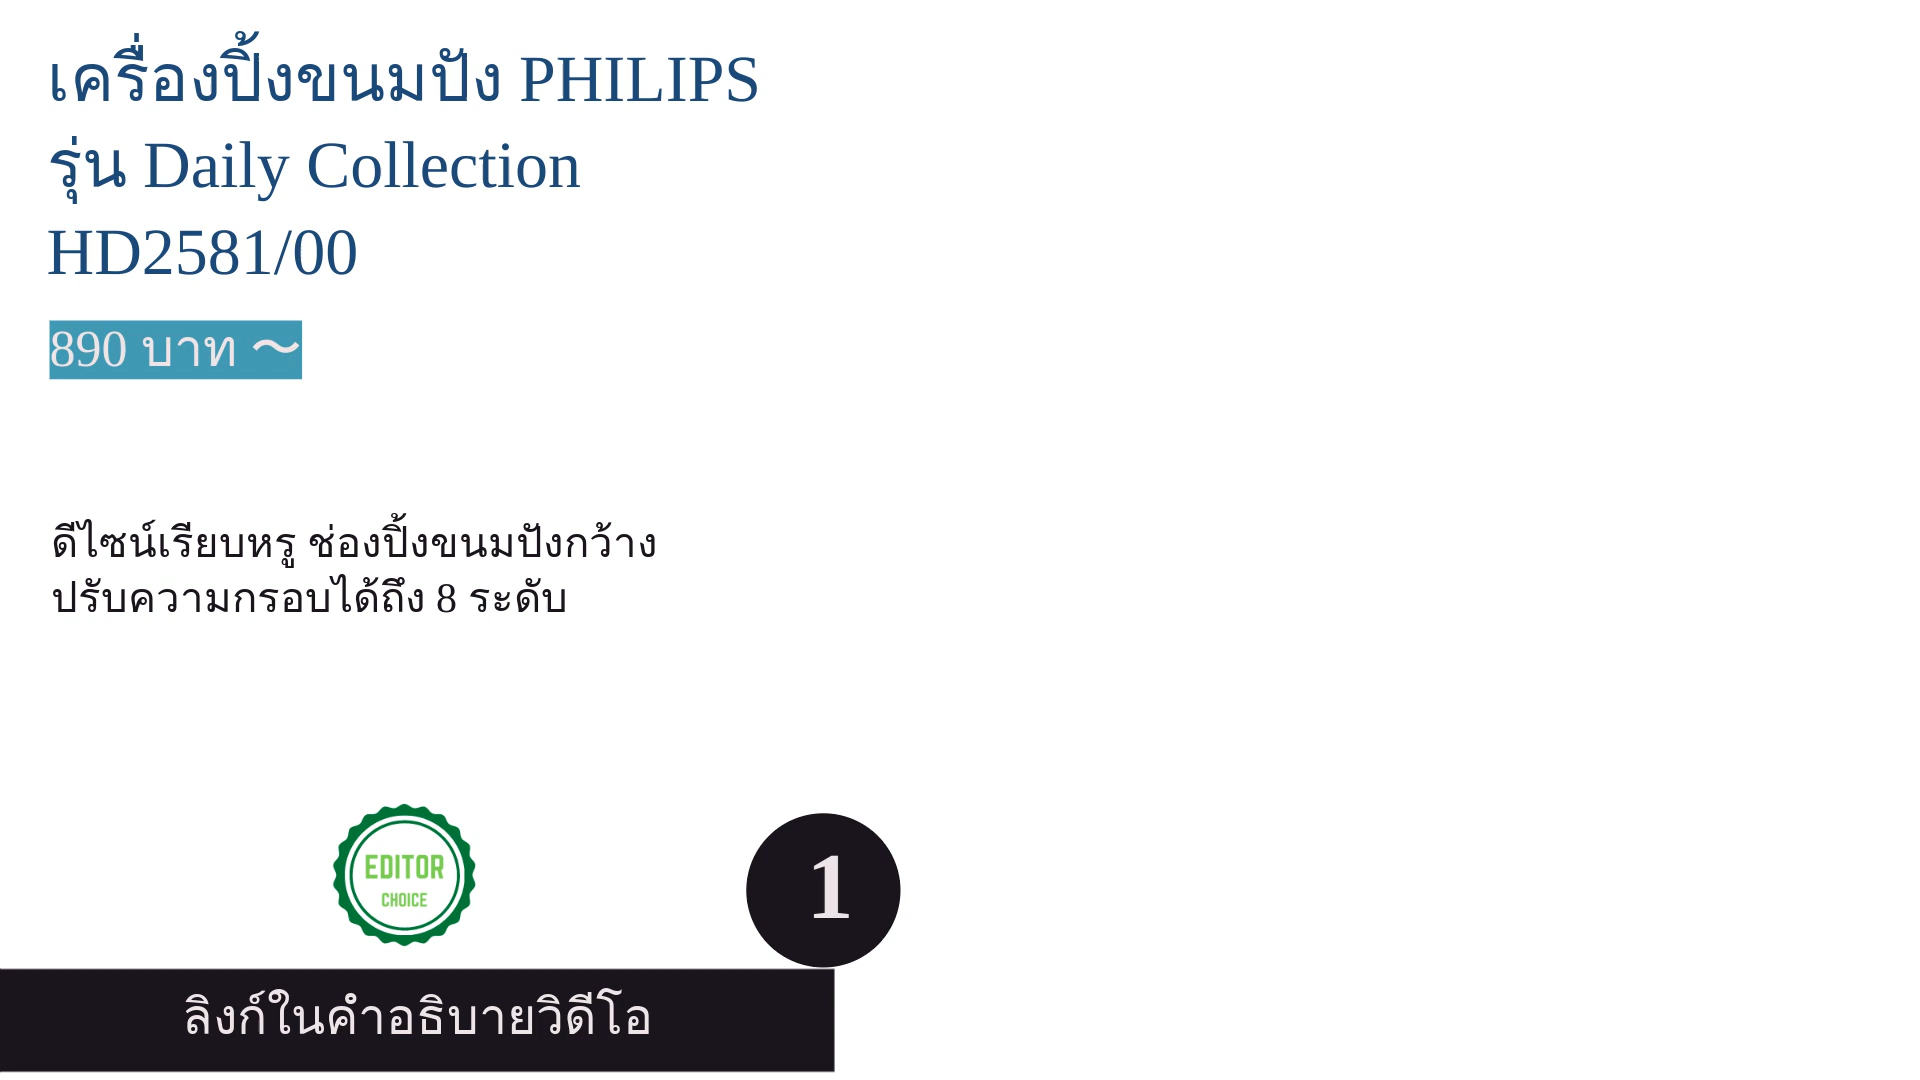 เครื่องปิ้งขนมปัง PHILIPS
รุ่น Daily Collection
HD2581/00
890 บาท ～
ดีไซน์เรียบหรู ช่องปิ้งขนมปังกว้าง
ปรับความกรอบได้ถึง 8 ระดับ
EDITOR
CHOICE
1
ลิงก์ในคำอธิบายวิดีโอ